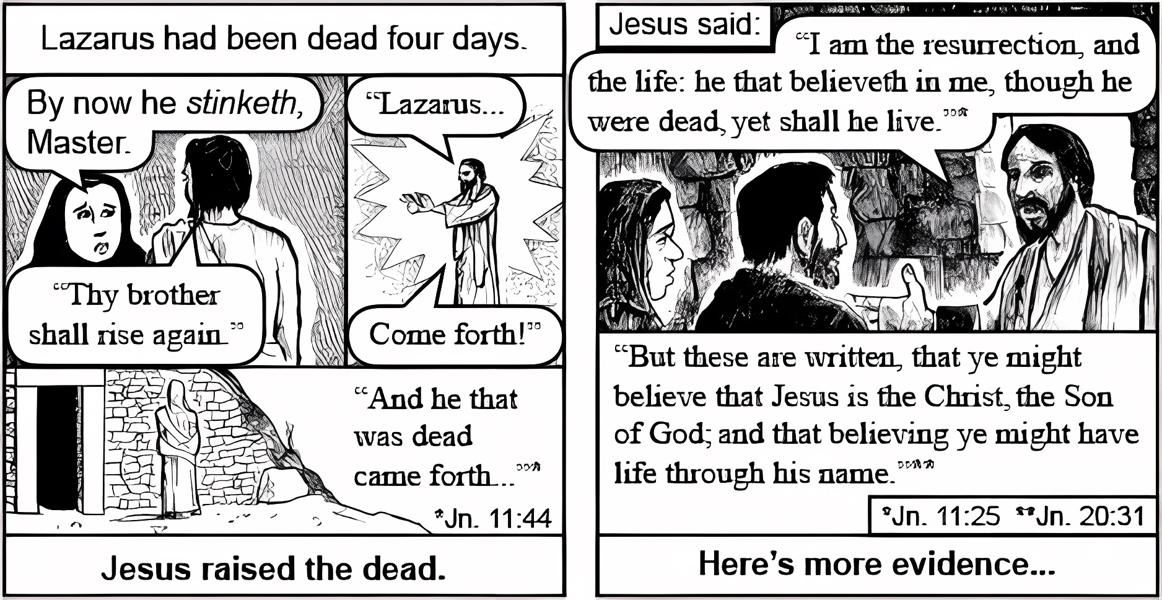 Lazarus had been dead four days.
By now he stinketh,
Master.
"Thy brother
shall rise again."
"Lazarus...
Come forth!"
"And he that
was dead
came forth..."*
*Jn. 11:44
Jesus raised the dead.
Jesus said:
"I am the resurrection, and
the life: he that believeth in me, though he
were dead, yet shall he live."*
"But these are written, that ye might
believe that Jesus is the Christ, the Son
of God; and that believing ye might have
life through his name."**
*Jn. 11:25 **Jn. 20:31
Here's more evidence...